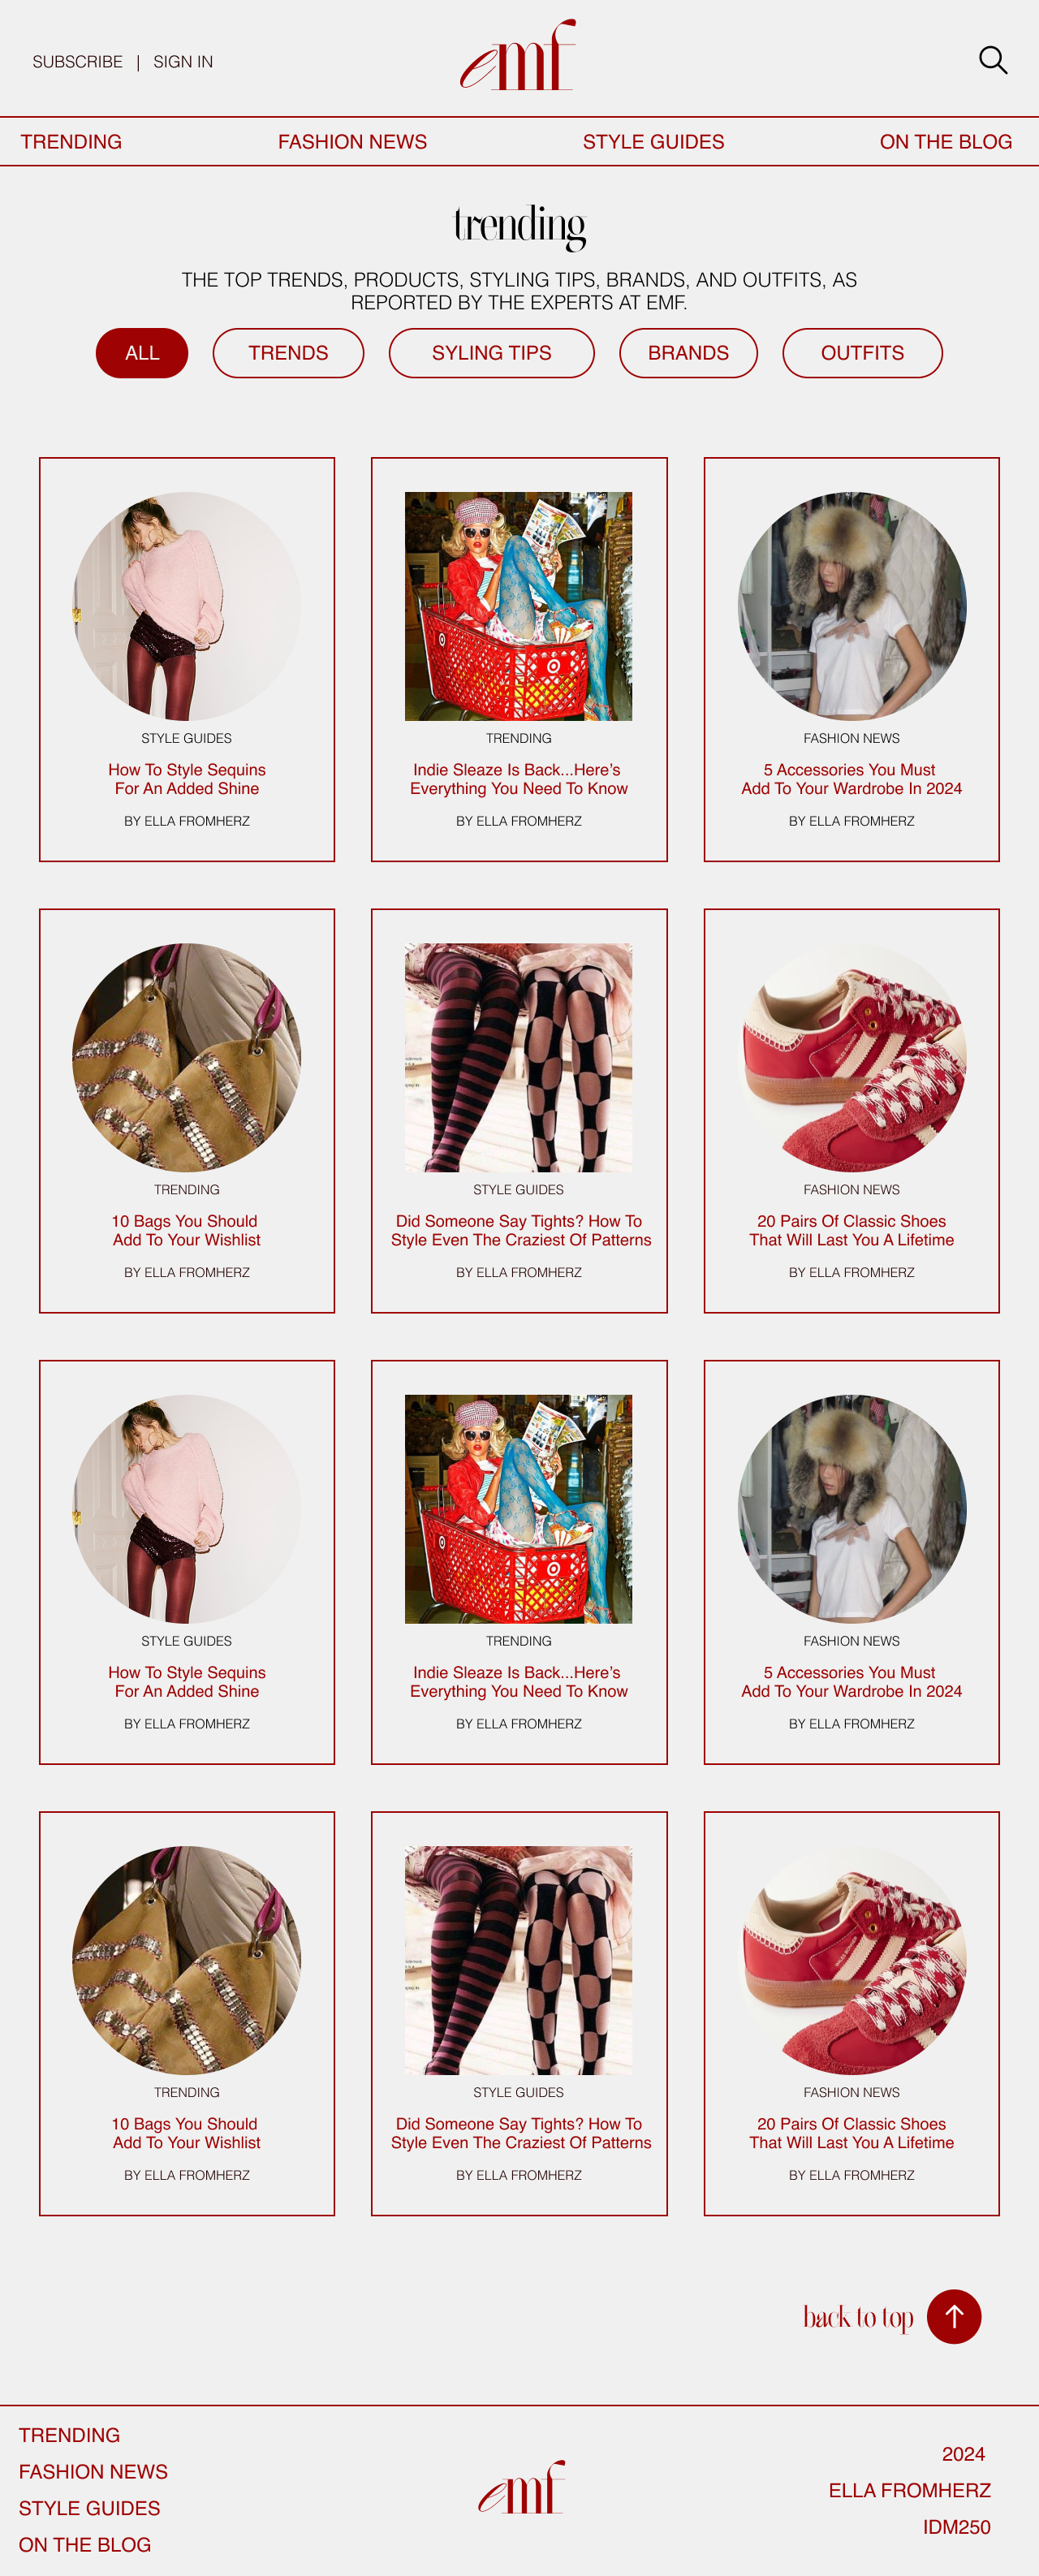 SUBSCRIBE | SIGN IN
emf
TRENDING FASHION NEWS STYLE GUIDES ON THE BLOG
trending
THE TOP TRENDS, PRODUCTS, STYLING TIPS, BRANDS, AND OUTFITS, AS
REPORTED BY THE EXPERTS AT EMF.
ALL TRENDS SYLING TIPS BRANDS OUTFITS
STYLE GUIDES
How To Style Sequins
For An Added Shine
BY ELLA FROMHERZ
TRENDING
Indie Sleaze Is Back...Here's
Everything You Need To Know
BY ELLA FROMHERZ
FASHION NEWS
5 Accessories You Must
Add To Your Wardrobe In 2024
BY ELLA FROMHERZ
TRENDING
10 Bags You Should
Add To Your Wishlist
BY ELLA FROMHERZ
STYLE GUIDES
Did Someone Say Tights? How To
Style Even The Craziest Of Patterns
BY ELLA FROMHERZ
FASHION NEWS
20 Pairs Of Classic Shoes
That Will Last You A Lifetime
BY ELLA FROMHERZ
STYLE GUIDES
How To Style Sequins
For An Added Shine
BY ELLA FROMHERZ
TRENDING
Indie Sleaze Is Back...Here's
Everything You Need To Know
BY ELLA FROMHERZ
FASHION NEWS
5 Accessories You Must
Add To Your Wardrobe In 2024
BY ELLA FROMHERZ
TRENDING
10 Bags You Should
Add To Your Wishlist
BY ELLA FROMHERZ
STYLE GUIDES
Did Someone Say Tights? How To
Style Even The Craziest Of Patterns
BY ELLA FROMHERZ
FASHION NEWS
20 Pairs Of Classic Shoes
That Will Last You A Lifetime
BY ELLA FROMHERZ
back to top
TRENDING
FASHION NEWS
STYLE GUIDES
ON THE BLOG
emf
2024
ELLA FROMHERZ
IDM250